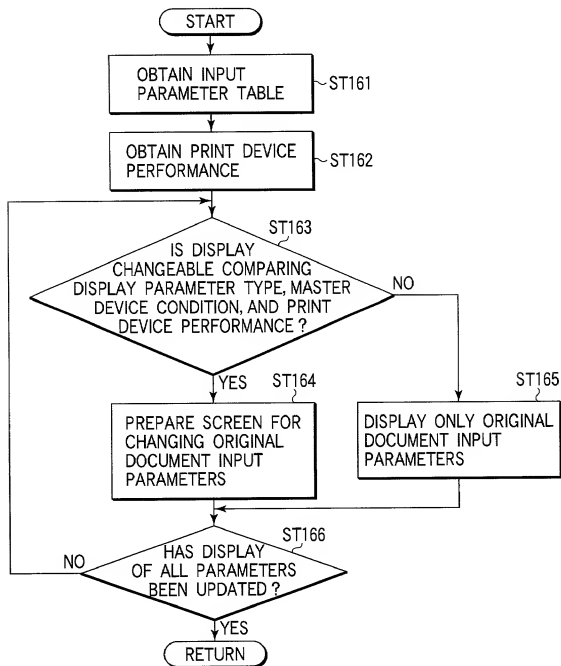 START
OBTAIN INPUT
PARAMETER TABLE
ST161
OBTAIN PRINT DEVICE
PERFORMANCE
ST162
ST163
IS DISPLAY
CHANGEABLE COMPARING
DISPLAY PARAMETER TYPE, MASTER
DEVICE CONDITION, AND PRINT
DEVICE PERFORMANCE?
NO
YES
ST164
PREPARE SCREEN FOR
CHANGING ORIGINAL
DOCUMENT INPUT
PARAMETERS
ST165
DISPLAY ONLY ORIGINAL
DOCUMENT INPUT
PARAMETERS
ST166
HAS DISPLAY
OF ALL PARAMETERS
BEEN UPDATED?
NO
YES
RETURN